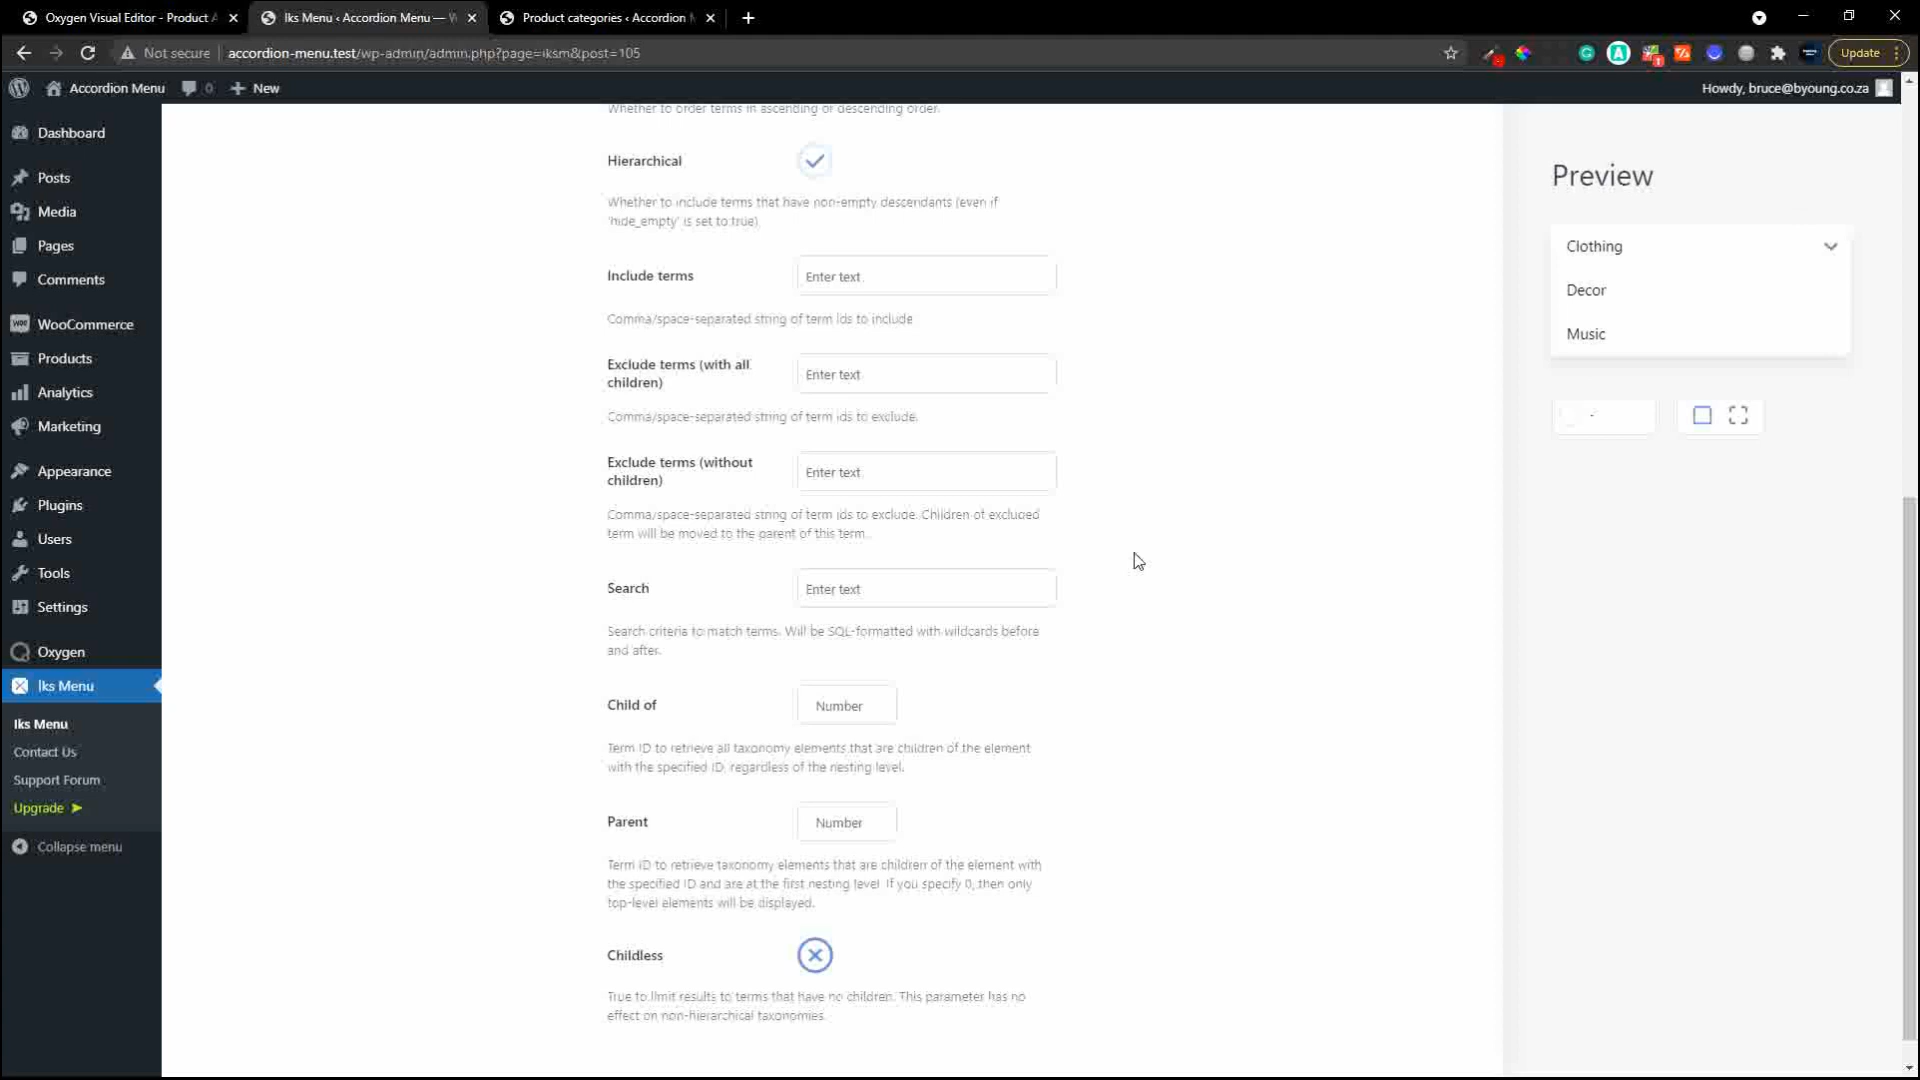 Oxygen Visual Editor - Product A
Iks Menu ‹ Accordion Menu — W
Product categories ‹ Accordion M
Not secure
accordion-menu.test/wp-admin/admin.php?page=iksm&post=105
Update
Accordion Menu
0
New
Howdy, bruce@byoung.co.za
Dashboard
Posts
Media
Pages
Comments
WooCommerce
Products
Analytics
Marketing
Appearance
Plugins
Users
Tools
Settings
Oxygen
Iks Menu
Iks Menu
Contact Us
Support Forum
Upgrade ➤
Collapse menu
Whether to order terms in ascending or descending order.
Hierarchical
Whether to include terms that have non-empty descendants (even if
'hide_empty' is set to true)
Include terms
Enter text
Comma/space-separated string of term ids to include
Exclude terms (with all
children)
Enter text
Comma/space-separated string of term ids to exclude.
Exclude terms (without
children)
Enter text
Comma/space-separated string of term ids to exclude. Children of excluded
term will be moved to the parent of this term.
Search
Enter text
Search criteria to match terms. Will be SQL-formatted with wildcards before
and after.
Child of
Number
Term ID to retrieve all taxonomy elements that are children of the element
with the specified ID, regardless of the nesting level.
Parent
Number
Term ID to retrieve taxonomy elements that are children of the element with
the specified ID and are at the first nesting level. If you specify 0, then only
top-level elements will be displayed.
Childless
True to limit results to terms that have no children. This parameter has no
effect on non-hierarchical taxonomies.
Preview
Clothing
Decor
Music